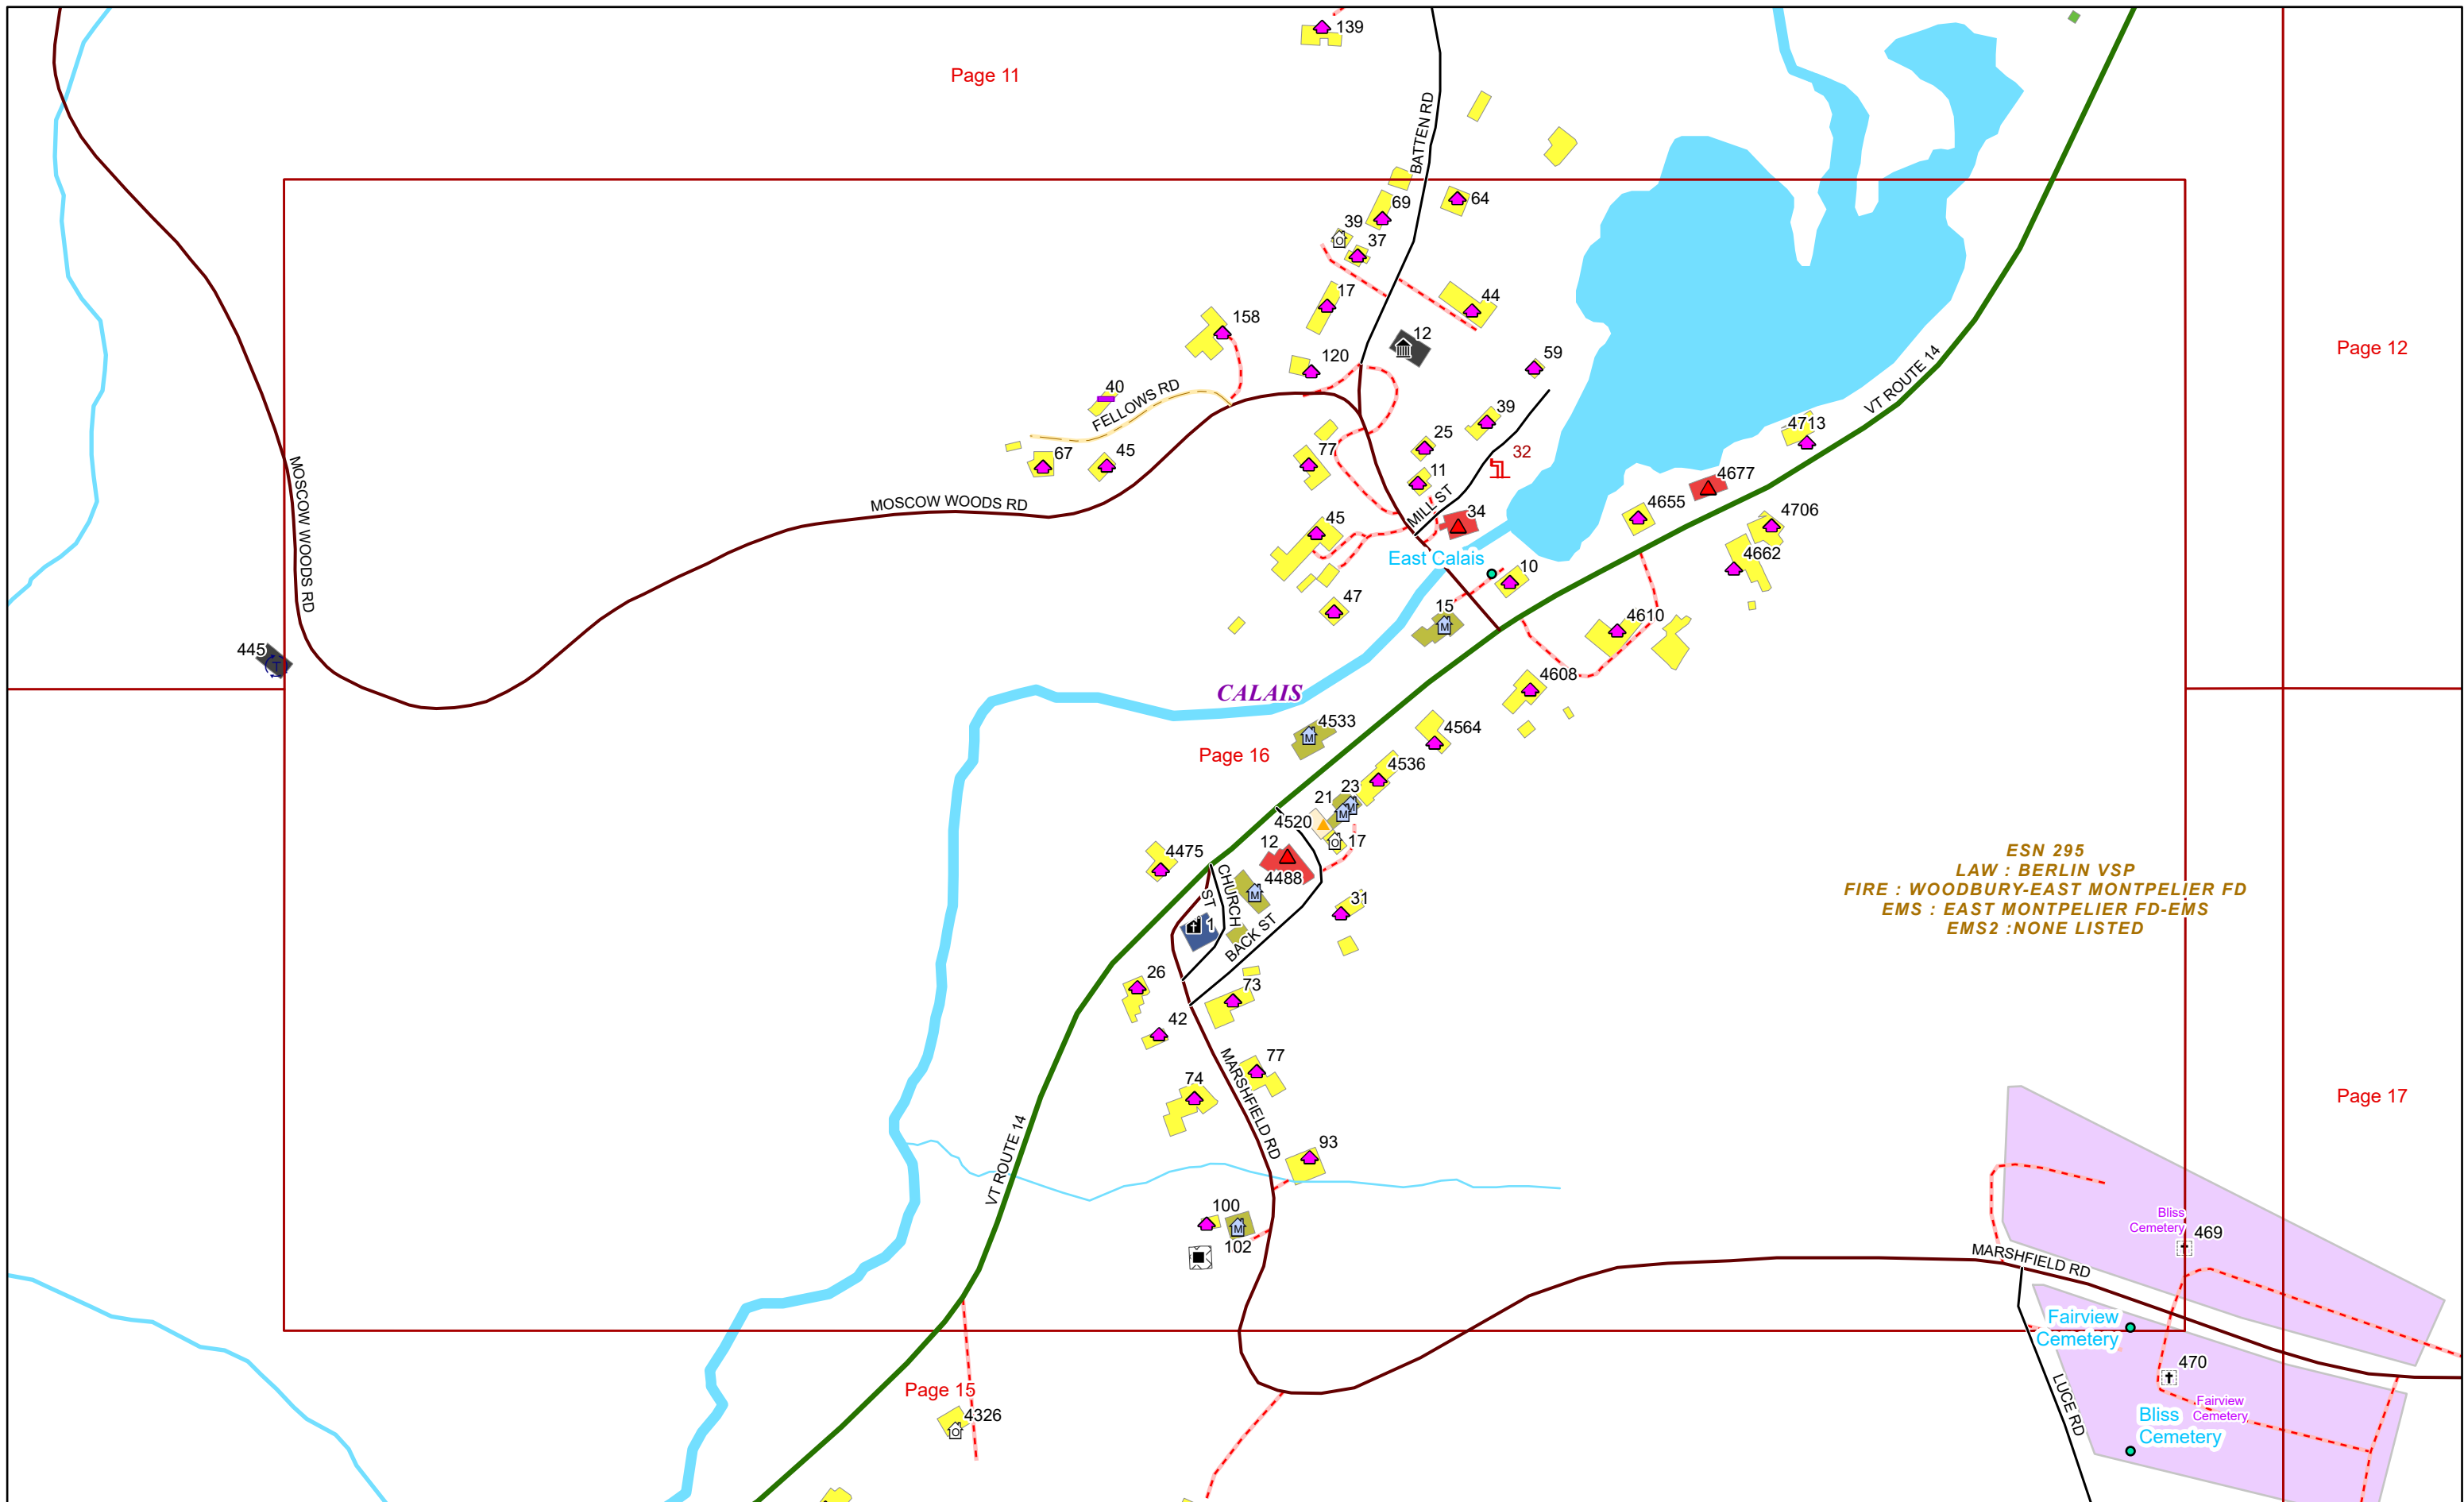 139
Page 11
BATTEN RD
69
64
39
37
17
44
158
12
Page 12
120
59
VT ROUTE 14
40
FELLOWS RD
39
4713
25
77
67
45
11
32
4677
MOSCOW WOODS RD
MOSCOW WOODS RD
MILL ST
34
4655
4706
45
4662
East Calais
10
47
15
4610
445
T
M
4608
CALAIS
4533
M
4564
Page 16
4536
23
21
M
M
4520
17
O
12
4475
4488
M
ESN 295
LAW : BERLIN VSP
FIRE : WOODBURY-EAST MONTPELIER FD
EMS : EAST MONTPELIER FD-EMS
EMS2 :NONE LISTED
CHURCH
ST
31
1
BACK ST
26
73
42
77
74
MARSHFIELD RD
Page 17
VT ROUTE 14
93
100
M
102
Bliss
Cemetery
469
MARSHFIELD RD
Fairview
Cemetery
470
LUCE RD
Fairview
Cemetery
Bliss
Cemetery
Page 15
4326
O
O